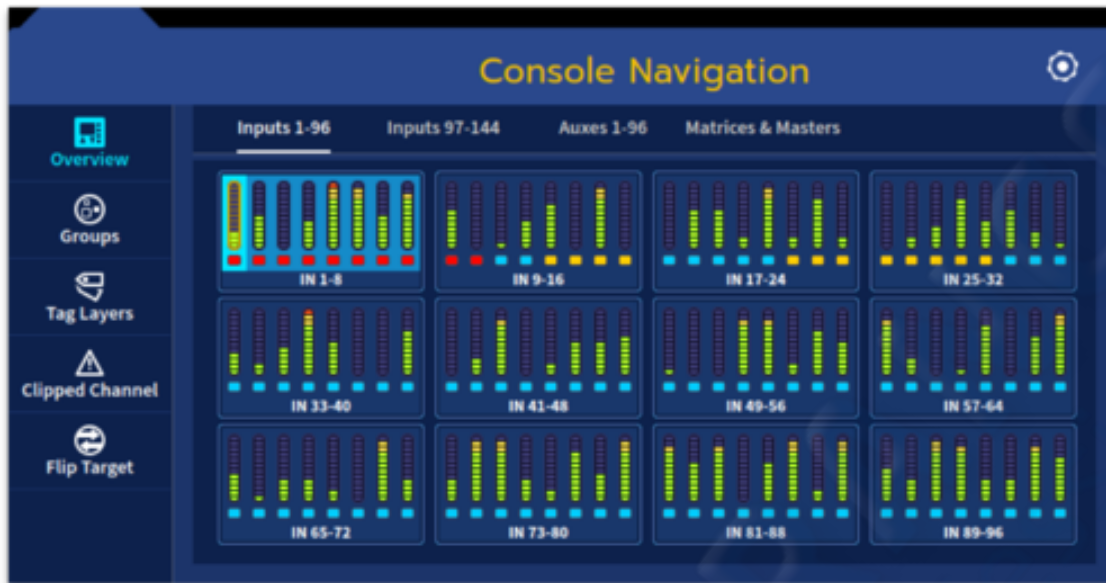 Console Navigation
Inputs 1-96 Inputs 97-144 Auxes 1-96 Matrices & Masters
Overview
Groups
Tag Layers
Clipped Channel
Flip Target
IN 1-8 IN 9-16 IN 17-24 IN 25-32
IN 33-40 IN 41-48 IN 49-56 IN 57-64
IN 65-72 IN 73-80 IN 81-88 IN 89-96